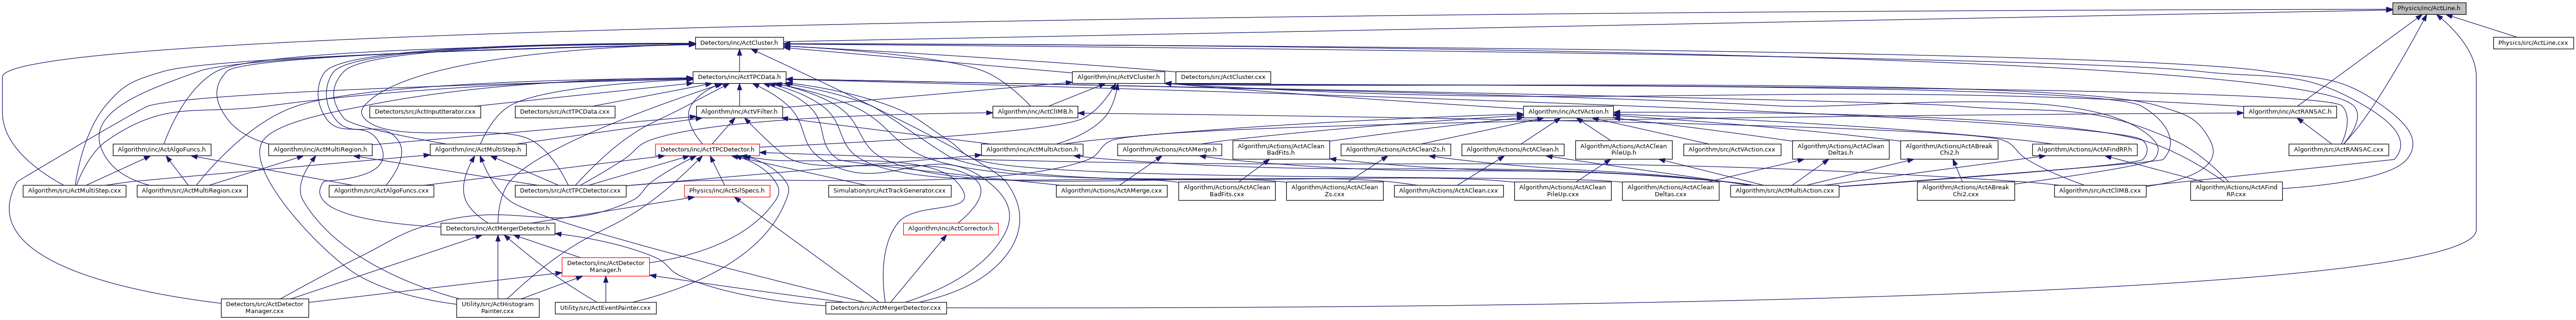 Physics/inc/ActLine.h
Detectors/inc/ActCluster.h
Physics/src/ActLine.cxx
Detectors/inc/ActTPCData.h
Algorithm/inc/ActVCluster.h
Detectors/src/ActCluster.cxx
Detectors/src/ActInputIterator.cxx
Detectors/src/ActTPCData.cxx
Algorithm/inc/ActVFilter.h
Algorithm/inc/ActCliMB.h
Algorithm/inc/ActVAction.h
Algorithm/inc/ActRANSAC.h
Algorithm/inc/ActAlgoFuncs.h
Algorithm/inc/ActMultiRegion.h
Algorithm/inc/ActMultiStep.h
Detectors/inc/ActTPCDetector.h
Algorithm/inc/ActMultiAction.h
Algorithm/Actions/ActAMerge.h
Algorithm/Actions/ActAClean
BadFits.h
Algorithm/Actions/ActACleanZs.h
Algorithm/Actions/ActAClean.h
Algorithm/Actions/ActAClean
PileUp.h
Algorithm/src/ActVAction.cxx
Algorithm/Actions/ActAClean
Deltas.h
Algorithm/Actions/ActABreak
Chi2.h
Algorithm/Actions/ActAFindRP.h
Algorithm/src/ActRANSAC.cxx
Algorithm/src/ActMultiStep.cxx
Algorithm/src/ActMultiRegion.cxx
Algorithm/src/ActAlgoFuncs.cxx
Detectors/src/ActTPCDetector.cxx
Physics/inc/ActSilSpecs.h
Simulation/src/ActTrackGenerator.cxx
Algorithm/Actions/ActAMerge.cxx
Algorithm/Actions/ActAClean
BadFits.cxx
Algorithm/Actions/ActAClean
Zs.cxx
Algorithm/Actions/ActAClean.cxx
Algorithm/Actions/ActAClean
PileUp.cxx
Algorithm/Actions/ActAClean
Deltas.cxx
Algorithm/src/ActMultiAction.cxx
Algorithm/Actions/ActABreak
Chi2.cxx
Algorithm/src/ActCliMB.cxx
Algorithm/Actions/ActAFind
RP.cxx
Detectors/inc/ActMergerDetector.h
Algorithm/inc/ActCorrector.h
Detectors/inc/ActDetector
Manager.h
Detectors/src/ActDetector
Manager.cxx
Utility/src/ActHistogram
Painter.cxx
Utility/src/ActEventPainter.cxx
Detectors/src/ActMergerDetector.cxx